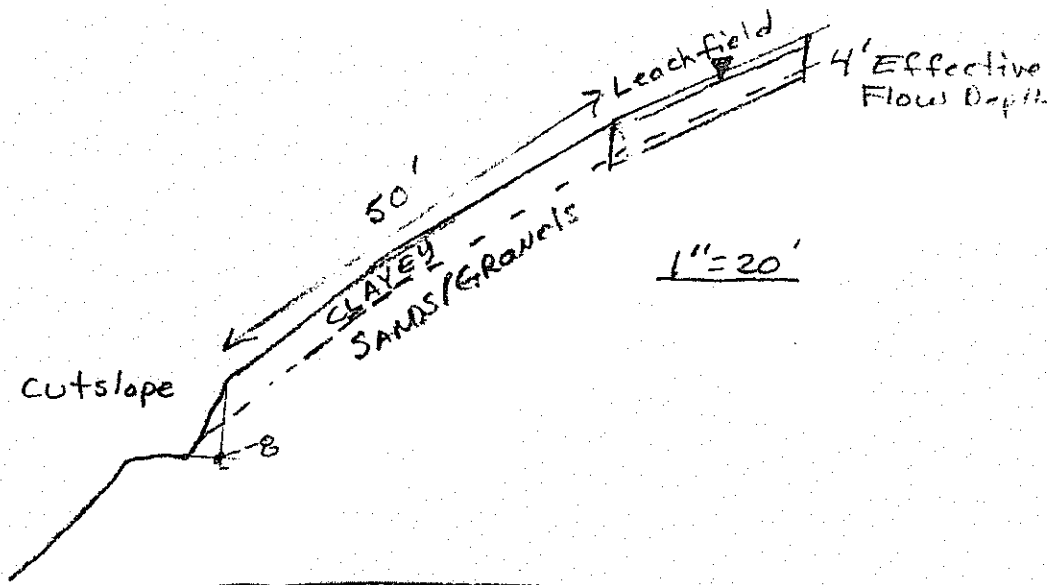 Leachfield
4' Effective
Flow Depth
50'
CLAYEY
SANDS/GRAVELS
1"=20'
Cutslope
8